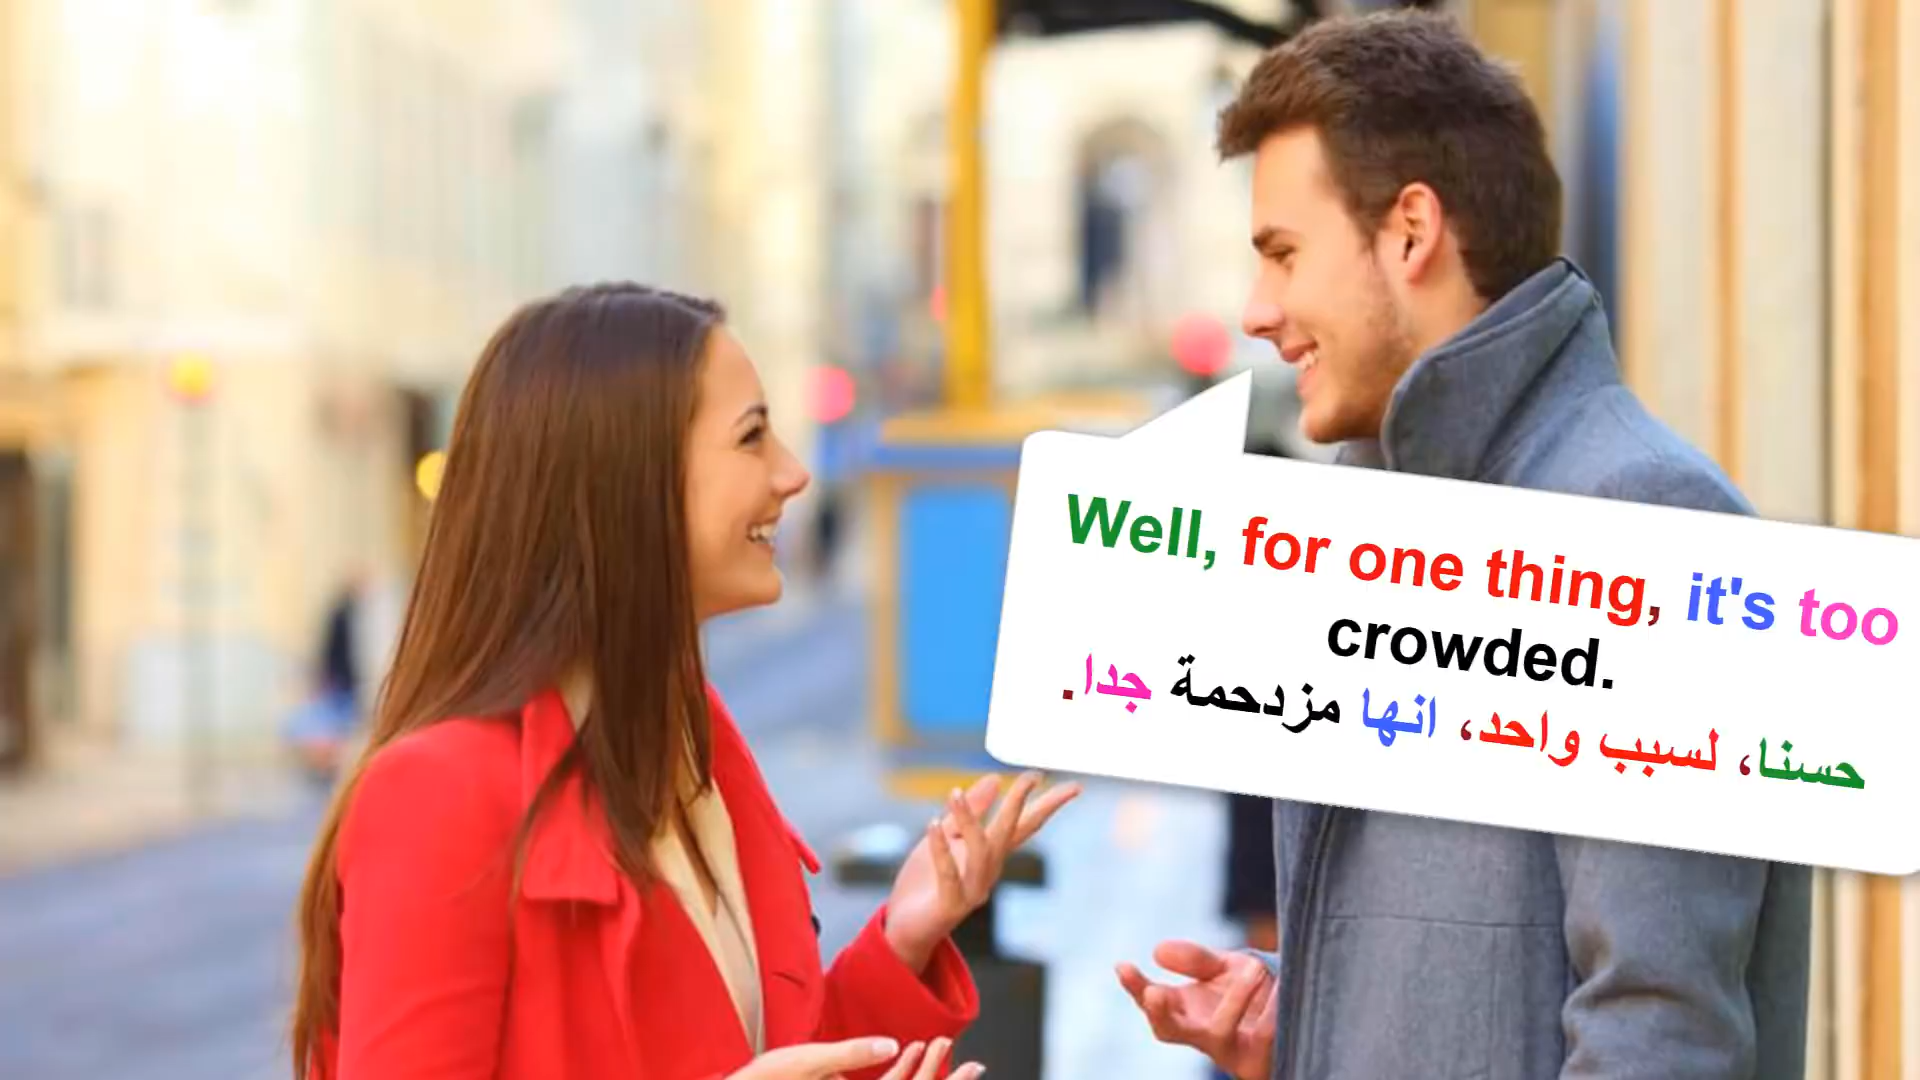 Well, for one thing, it's too
crowded.
حسنا، لسبب واحد، انها مزدحمة جدا.